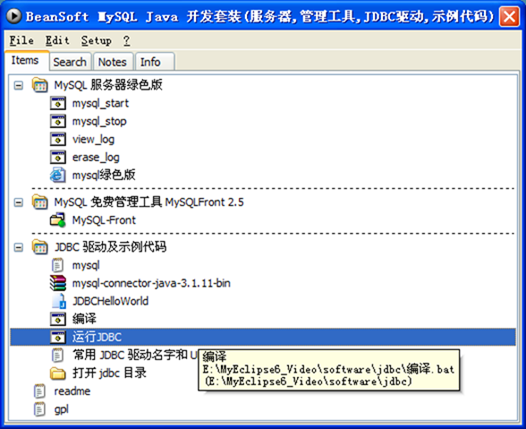 BeanSoft MySQL Java 开发套装(服务器,管理工具,JDBC驱动,示例代码)
File Edit Setup ?
Items Search Notes Info
MySQL 服务器绿色版
mysql_start
mysql_stop
view_log
erase_log
mysql绿色版
MySQL 免费管理工具 MySQLFront 2.5
MySQL-Front
JDBC 驱动及示例代码
mysql
mysql-connector-java-3.1.11-bin
JDBCHelloWorld
编译
运行JDBC
常用 JDBC 驱动名字和 U
编译
E:\MyEclipse6_Video\software\jdbc\编译.bat
(E:\MyEclipse6_Video\software\jdbc)
打开 jdbc 目录
readme
gpl